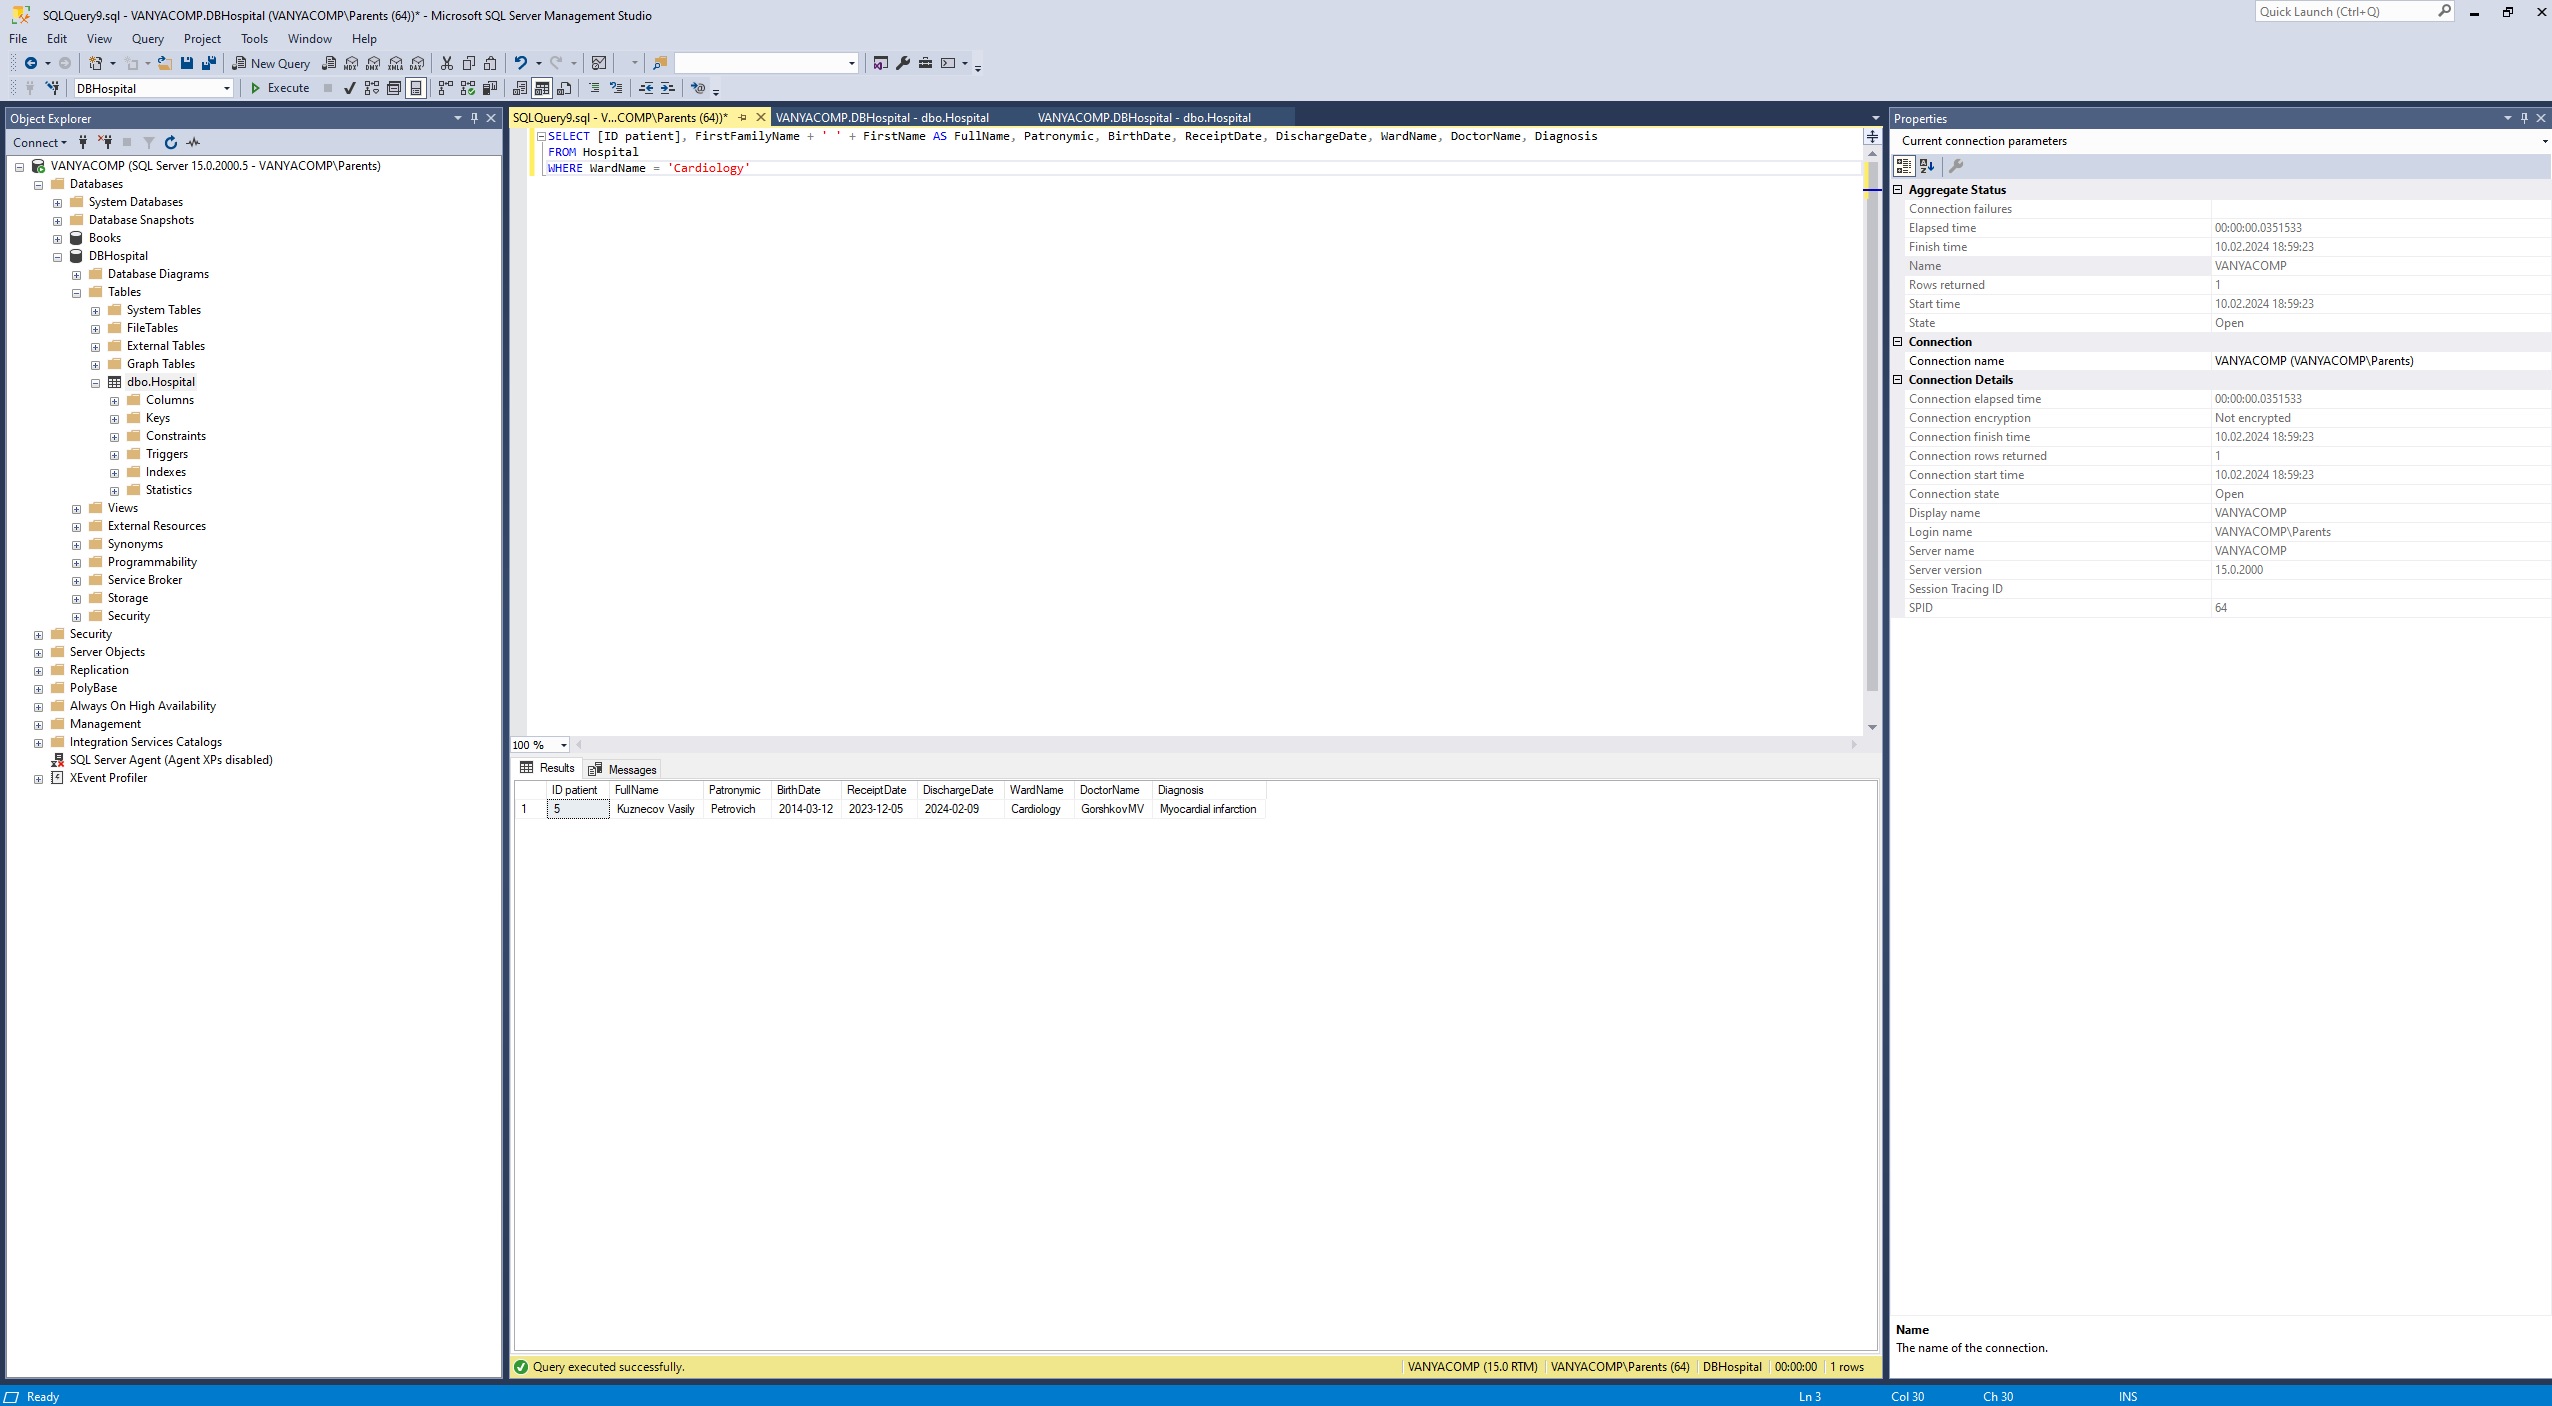 SQLQuery9.sql - VANYACOMP.DBHospital (VANYACOMP\Parents (64))* - Microsoft SQL Server Management Studio
Quick Launch (Ctrl+Q)
File Edit View Query Project Tools Window Help
New Query
DBHospital Execute
Object Explorer
Connect
VANYACOMP (SQL Server 15.0.2000.5 - VANYACOMP\Parents)
Databases
System Databases
Database Snapshots
Books
DBHospital
Database Diagrams
Tables
System Tables
FileTables
External Tables
Graph Tables
dbo.Hospital
Columns
Keys
Constraints
Triggers
Indexes
Statistics
Views
External Resources
Synonyms
Programmability
Service Broker
Storage
Security
Security
Server Objects
Replication
PolyBase
Always On High Availability
Management
Integration Services Catalogs
SQL Server Agent (Agent XPs disabled)
XEvent Profiler
SQLQuery9.sql - V...COMP\Parents (64))* VANYACOMP.DBHospital - dbo.Hospital VANYACOMP.DBHospital - dbo.Hospital
SELECT [ID patient], FirstFamilyName + ' ' + FirstName AS FullName, Patronymic, BirthDate, ReceiptDate, DischargeDate, WardName, DoctorName, Diagnosis
FROM Hospital
WHERE WardName = 'Cardiology'
100 %
Results Messages
ID patient FullName Patronymic BirthDate ReceiptDate DischargeDate WardName DoctorName Diagnosis
1 5 Kuznecov Vasily Petrovich 2014-03-12 2023-12-05 2024-02-09 Cardiology GorshkovMV Myocardial infarction
Query executed successfully. VANYACOMP (15.0 RTM) VANYACOMP\Parents (64) DBHospital 00:00:00 1 rows
Properties
Current connection parameters
Aggregate Status
Connection failures
Elapsed time 00:00:00.0351533
Finish time 10.02.2024 18:59:23
Name VANYACOMP
Rows returned 1
Start time 10.02.2024 18:59:23
State Open
Connection
Connection name VANYACOMP (VANYACOMP\Parents)
Connection Details
Connection elapsed time 00:00:00.0351533
Connection encryption Not encrypted
Connection finish time 10.02.2024 18:59:23
Connection rows returned 1
Connection start time 10.02.2024 18:59:23
Connection state Open
Display name VANYACOMP
Login name VANYACOMP\Parents
Server name VANYACOMP
Server version 15.0.2000
Session Tracing ID
SPID 64
Name
The name of the connection.
Ready Ln 3 Col 30 Ch 30 INS